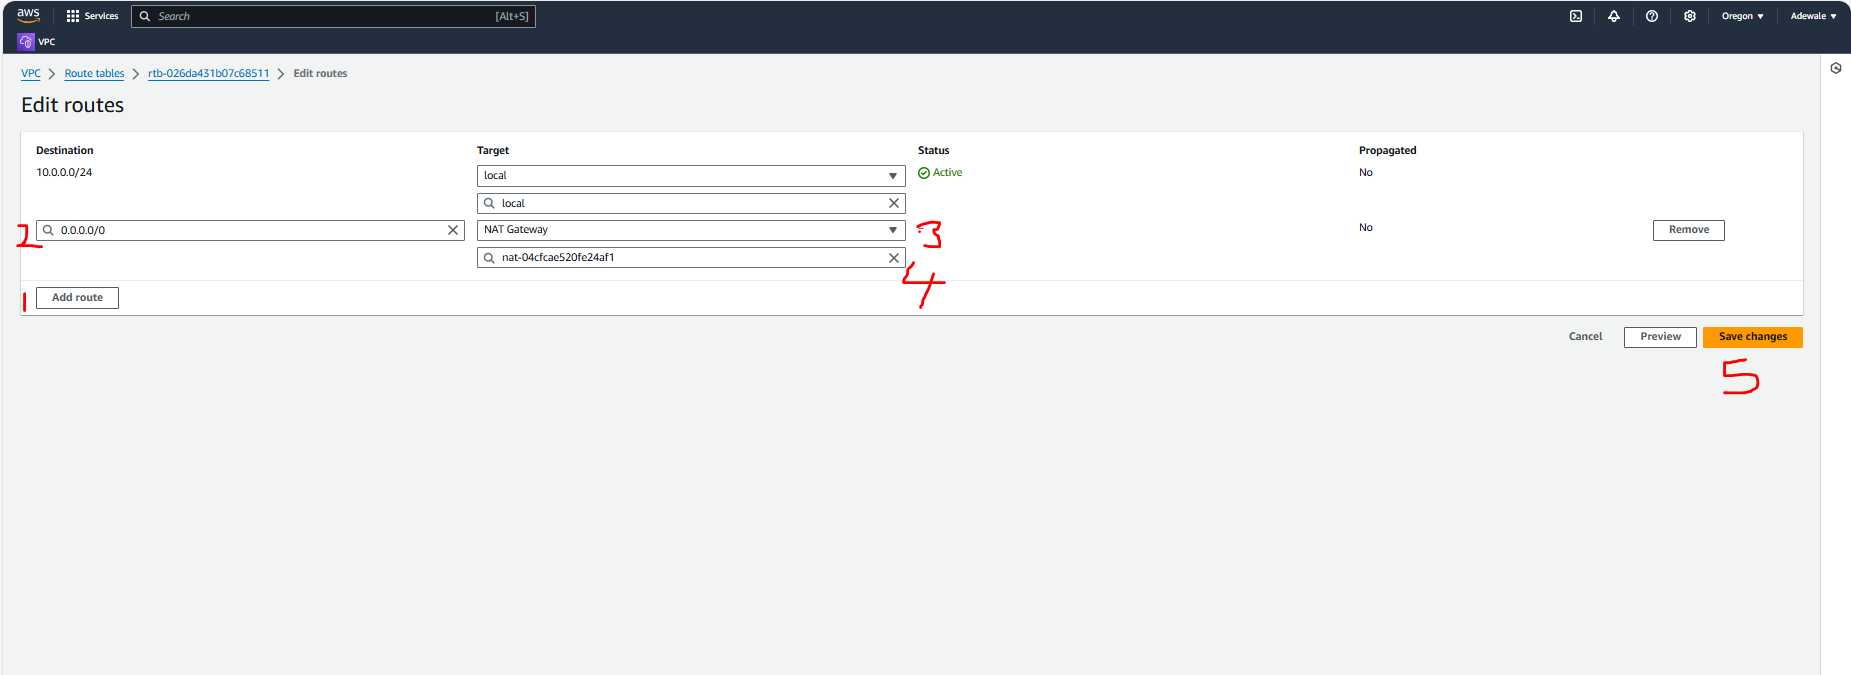 aws Services Search [Alt+S] Oregon Adewale
VPC
VPC Route tables rtb-026da431b07c68511 Edit routes
Edit routes
Destination Target Status Propagated
10.0.0.0/24 local Active No
local
2 0.0.0.0/0 NAT Gateway 3 No Remove
nat-04cfcae520fe24af1
4
1 Add route
Cancel Preview Save changes
5